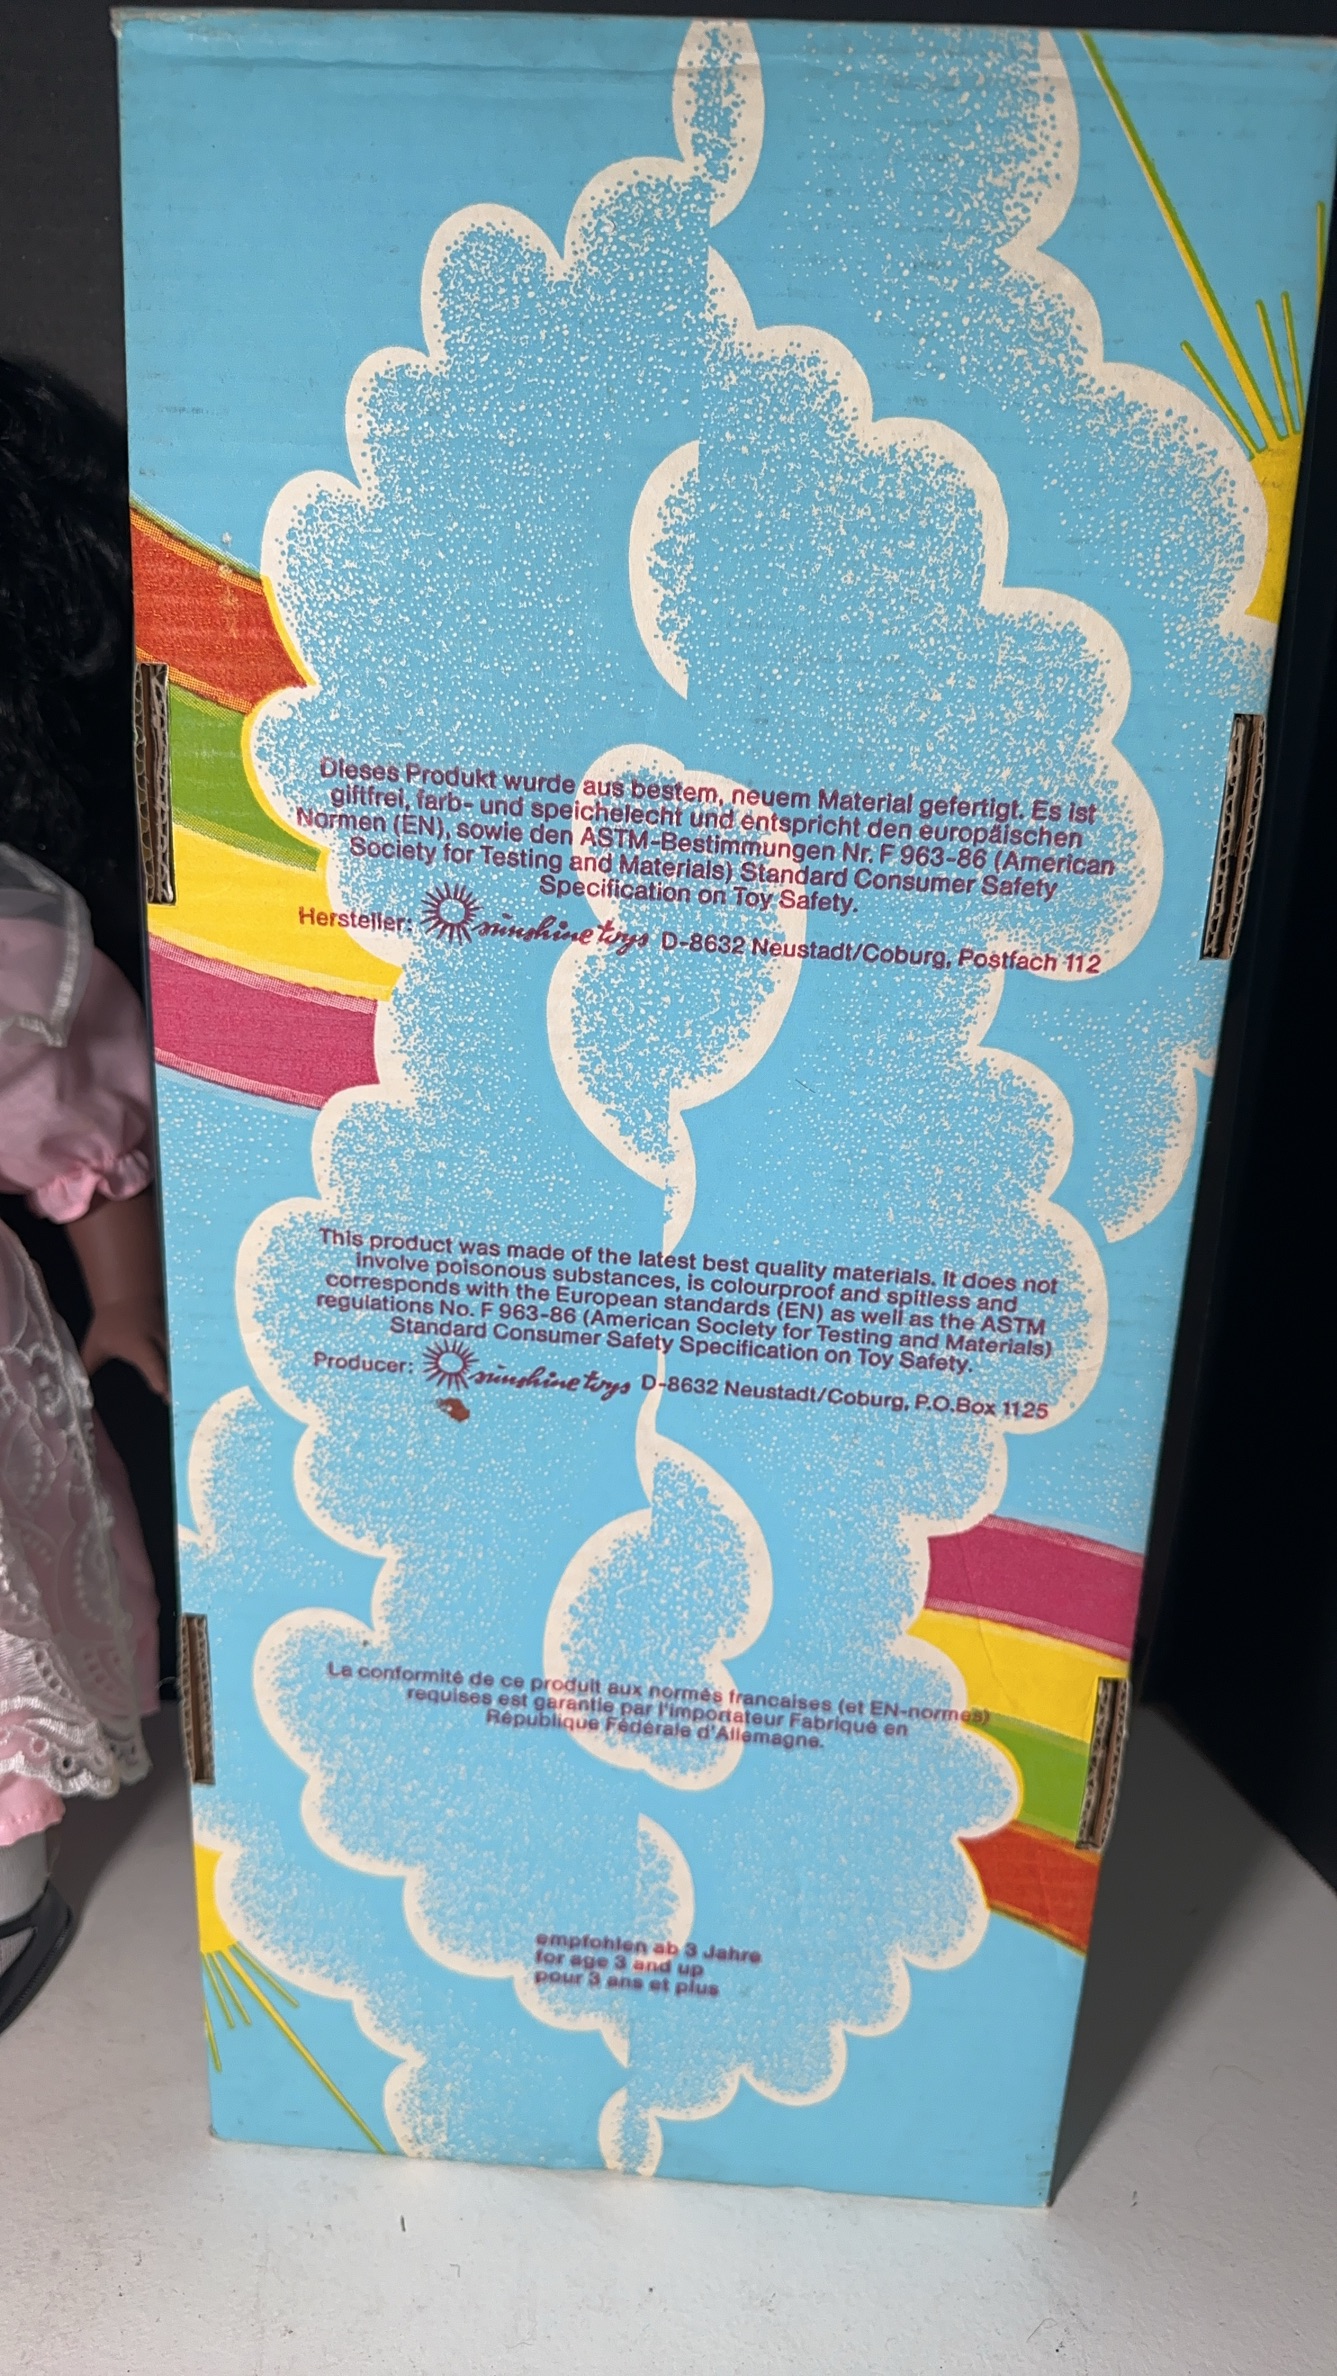 Dieses Produkt wurde aus bestem, neuem Material gefertigt. Es ist
giftfrei, farb- und speichelecht und entspricht den europäischen
Normen (EN), sowie den ASTM-Bestimmungen Nr. F 963-86 (American
Society for Testing and Materials) Standard Consumer Safety
Specification on Toy Safety.
Hersteller: sunshine toys D-8632 Neustadt/Coburg, Postfach 112
This product was made of the latest best quality materials. It does not
involve poisonous substances, is colourproof and spitless and
corresponds with the European standards (EN) as well as the ASTM
regulations No. F 963-86 (American Society for Testing and Materials)
Standard Consumer Safety Specification on Toy Safety.
Producer: sunshine toys D-8632 Neustadt/Coburg, P.O.Box 1125
La conformité de ce produit aux normés francaises (et EN-normes)
requises est garantie par l'importateur Fabriqué en
République Fédérale d'Allemagne.
empfohlen ab 3 Jahre
for age 3 and up
pour 3 ans et plus